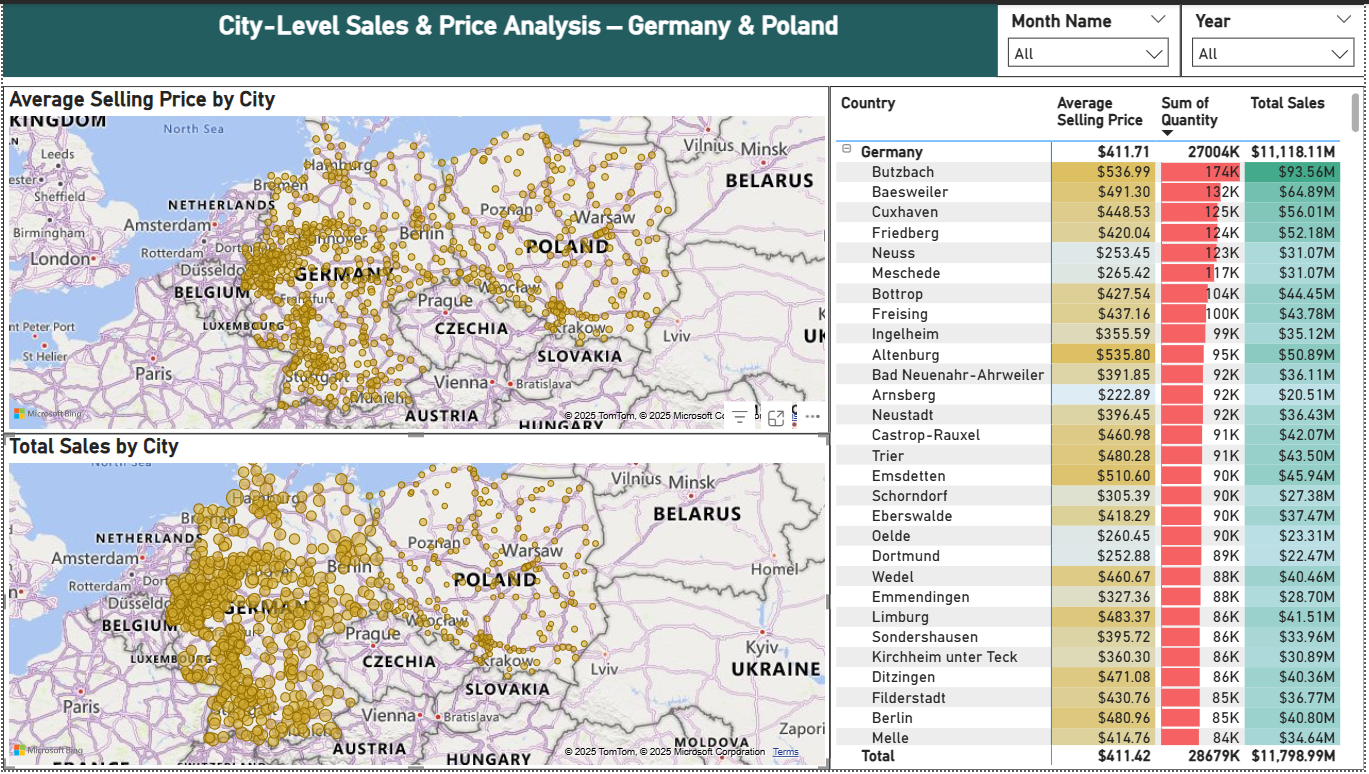 City-Level Sales & Price Analysis – Germany & Poland
Month Name
All
Year
All
Average Selling Price by City
KINGDOM
North Sea
Leeds
Sheffield
Birmingham
London
NETHERLANDS
Amsterdam
Rotterdam
BELGIUM
LUXEMBOURG
Paris
St Helier
nt Peter Port
Hamburg
Bremen
Hannover
Berlin
GERMANY
Frankfurt
Stuttgart
Munich
Poznań
Warsaw
POLAND
Wrocław
Krakow
Prague
CZECHIA
SLOVAKIA
Vienna
Bratislava
AUSTRIA
HUNGARY
Vilnius
Minsk
BELARUS
Lviv
UK
Microsoft Bing
© 2025 TomTom, © 2025 Microsoft Co
Total Sales by City
North Sea
Hamburg
Bremen
NETHERLANDS
Amsterdam
Rotterdam
Düsseldo
BELGIUM
LUXEMBOURG
Paris
Berlin
GERMANY
Poznań
Warsaw
POLAND
Wrocław
Krakow
Prague
CZECHIA
SLOVAKIA
Vienna
Bratislava
AUSTRIA
HUNGARY
Vilnius
Minsk
BELARUS
Homel
Kyiv
UKRAINE
Lviv
Zapori
MOLDOVA
FRANCE
Microsoft Bing
© 2025 TomTom, © 2025 Microsoft Corporation Terms
Country Average Selling Price Sum of Quantity Total Sales
Germany $411.71 27004K $11,118.11M
Butzbach $536.99 174K $93.56M
Baesweiler $491.30 132K $64.89M
Cuxhaven $448.53 125K $56.01M
Friedberg $420.04 124K $52.18M
Neuss $253.45 123K $31.07M
Meschede $265.42 117K $31.07M
Bottrop $427.54 104K $44.45M
Freising $437.16 100K $43.78M
Ingelheim $355.59 99K $35.12M
Altenburg $535.80 95K $50.89M
Bad Neuenahr-Ahrweiler $391.85 92K $36.11M
Arnsberg $222.89 92K $20.51M
Neustadt $396.45 92K $36.43M
Castrop-Rauxel $460.98 91K $42.07M
Trier $480.28 91K $43.50M
Emsdetten $510.60 90K $45.94M
Schorndorf $305.39 90K $27.38M
Eberswalde $418.29 90K $37.47M
Oelde $260.45 90K $23.31M
Dortmund $252.88 89K $22.47M
Wedel $460.67 88K $40.46M
Emmendingen $327.36 88K $28.70M
Limburg $483.37 86K $41.51M
Sondershausen $395.72 86K $33.96M
Kirchheim unter Teck $360.30 86K $30.89M
Ditzingen $471.08 86K $40.36M
Filderstadt $430.76 85K $36.77M
Berlin $480.96 85K $40.80M
Melle $414.76 84K $34.64M
Total $411.42 28679K $11,798.99M